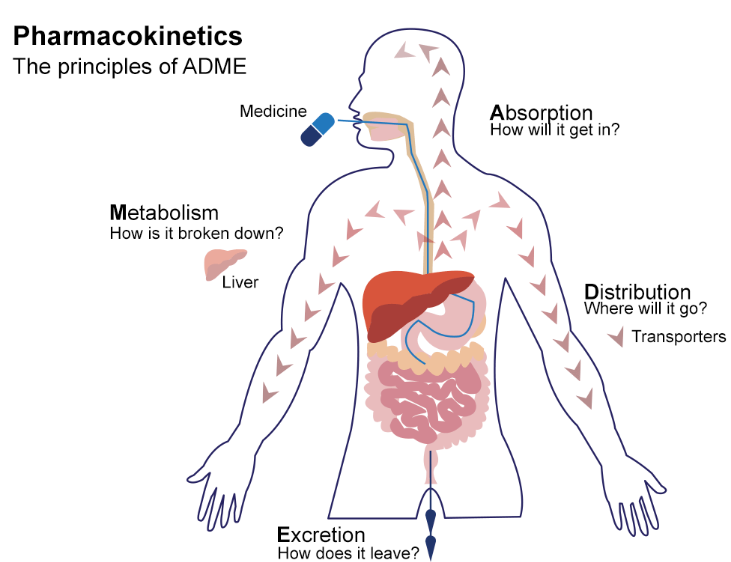 Pharmacokinetics
The principles of ADME
Medicine
Absorption
How will it get in?
Metabolism
How is it broken down?
Liver
Distribution
Where will it go?
Transporters
Excretion
How does it leave?